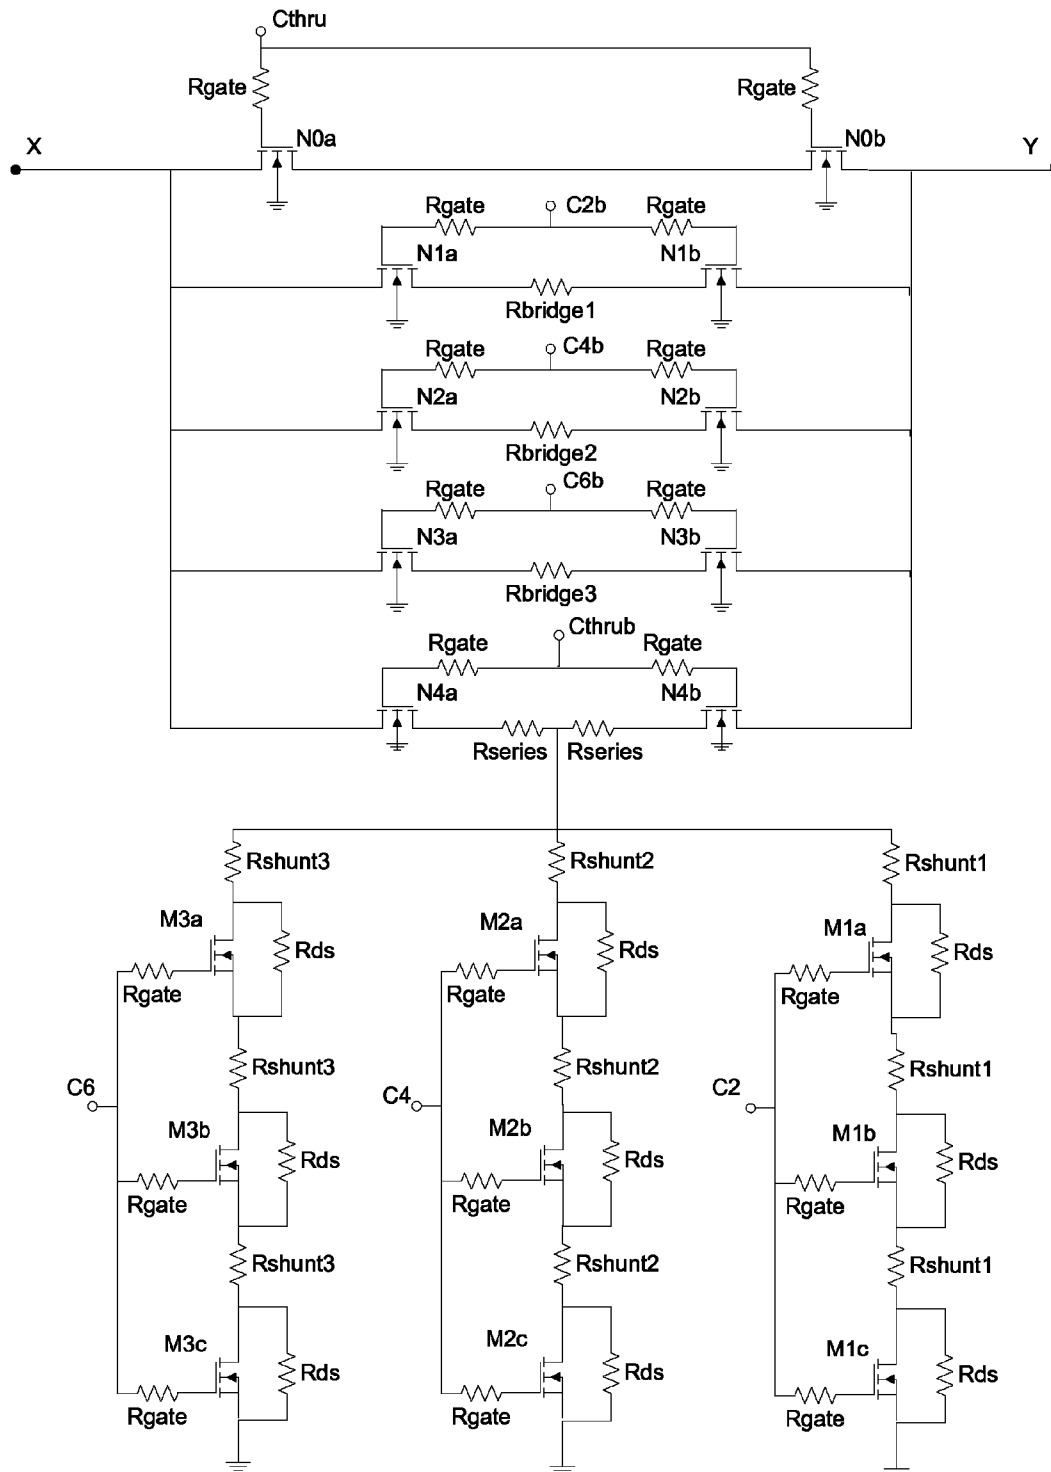 Cthru
Rgate Rgate
X N0a N0b Y
Rgate C2b Rgate
N1a N1b
Rbridge1
Rgate C4b Rgate
N2a N2b
Rbridge2
Rgate C6b Rgate
N3a N3b
Rbridge3
Cthrub
Rgate Rgate
N4a N4b
Rseries Rseries
Rshunt3 Rshunt2 Rshunt1
M3a M2a M1a
Rds Rds Rds
Rgate Rgate Rgate
Rshunt3 Rshunt2 Rshunt1
C6 C4 C2
M3b M2b M1b
Rds Rds Rds
Rgate Rgate Rgate
Rshunt3 Rshunt2 Rshunt1
M3c M2c M1c
Rds Rds Rds
Rgate Rgate Rgate